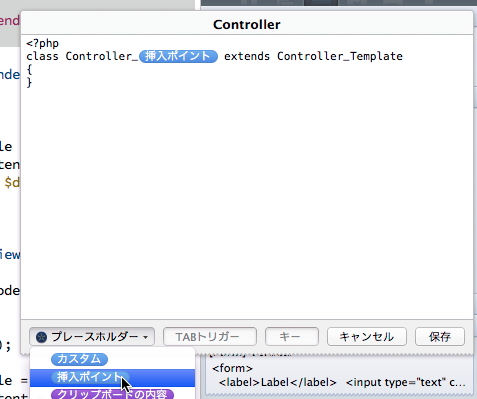 Controller
<?php
class Controller_挿入ポイント extends Controller_Template
{
}
end
nde
le
ten
$d
iew
ode
);
le =
プレースホルダー
TABトリガー
キー
キャンセル
保存
カスタム
挿入ポイント
クリップボードの内容
<form>
<label>Label</label> <input type="text" c...